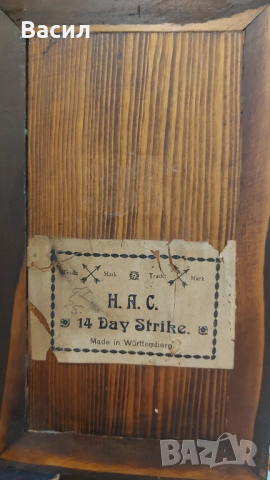 Васил
Trade Mark Trade Mark
H. A. C.
14 Day Strike.
Made in Württemberg
BAZAR